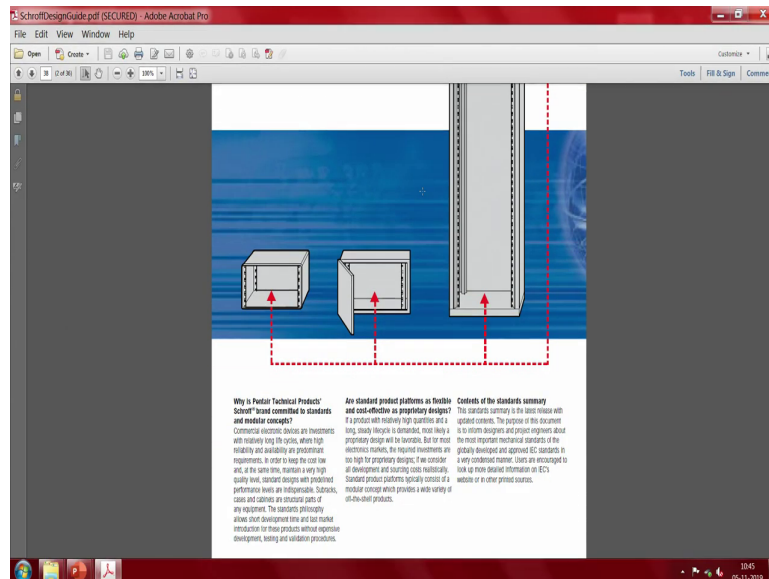 SchroffDesignGuide.pdf (SECURED) - Adobe Acrobat Pro
File Edit View Window Help
Open Create Customize
38 (2 of 36) 100% Tools Fill & Sign Comme
Why is Pentair Technical Products'
Schroff® brand committed to standards
and modular concepts?
Commercial electronic devices are investments
with relatively long life cycles, where high
reliability and availability are predominant
requirements. In order to keep the cost low
and, at the same time, maintain a very high
quality level, standard designs with predefined
performance levels are indispensable. Subracks,
cases and cabinets are structural parts of
any equipment. The standards philosophy
allows short development time and fast market
introduction for these products without expensive
development, testing and validation procedures.
Are standard product platforms as flexible
and cost-effective as proprietary designs?
If a product with relatively high quantities and a
long, steady lifecycle is demanded, most likely a
proprietary design will be favorable. But for most
electronics markets, the required investments are
too high for proprietary designs; if we consider
all development and sourcing costs realistically.
Standard product platforms typically consist of a
modular concept which provides a wide variety of
off-the-shelf products.
Contents of the standards summary
This standards summary is the latest release with
updated contents. The purpose of this document
is to inform designers and project engineers about
the most important mechanical standards of the
globally developed and approved IEC standards in
a very condensed manner. Users are encouraged to
look up more detailed information on IEC's
website or in other printed sources.
10:45
05-11-2019